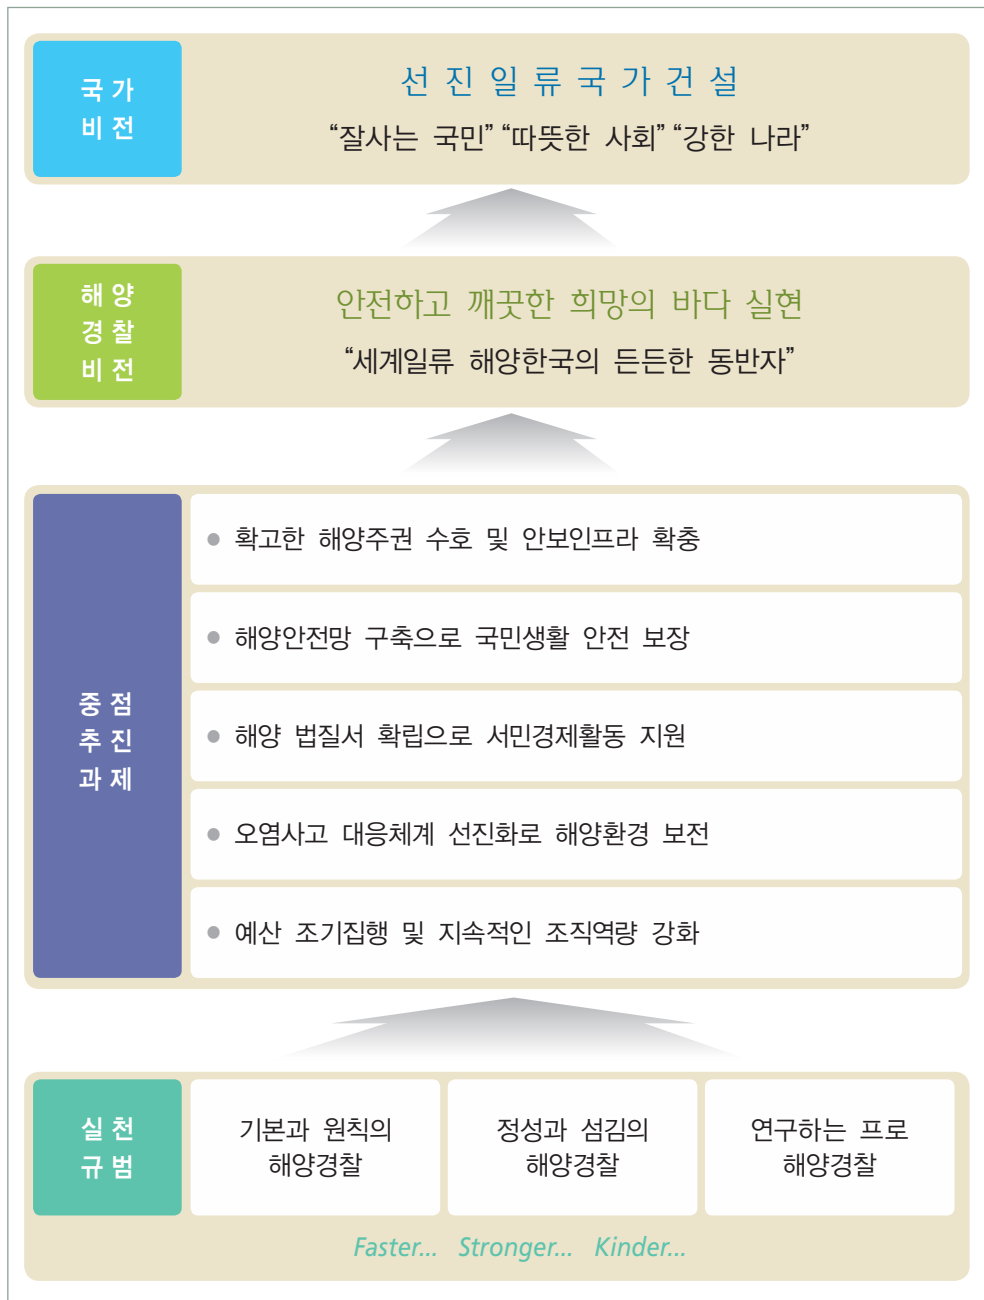 국 가
비 전
선 진 일 류 국 가 건 설
“잘사는 국민” “따뜻한 사회” “강한 나라”
해 양
경 찰
비 전
안전하고 깨끗한 희망의 바다 실현
“세계일류 해양한국의 든든한 동반자”
중 점
추 진
과 제
● 확고한 해양주권 수호 및 안보인프라 확충
● 해양안전망 구축으로 국민생활 안전 보장
● 해양 법질서 확립으로 서민경제활동 지원
● 오염사고 대응체계 선진화로 해양환경 보전
● 예산 조기집행 및 지속적인 조직역량 강화
실 천
규 범
기본과 원칙의
해양경찰
정성과 섬김의
해양경찰
연구하는 프로
해양경찰
Faster... Stronger... Kinder...